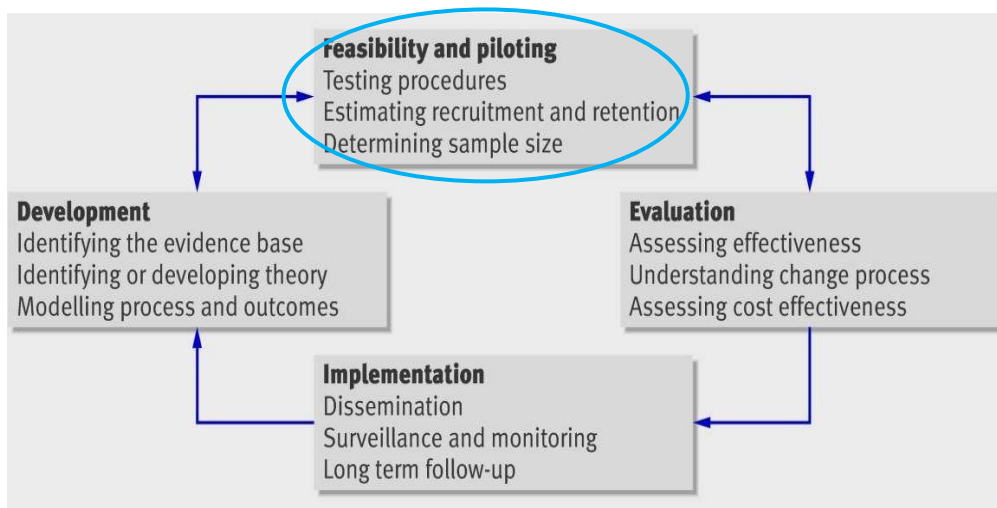 Feasibility and piloting
Testing procedures
Estimating recruitment and retention
Determining sample size
Development
Identifying the evidence base
Identifying or developing theory
Modelling process and outcomes
Evaluation
Assessing effectiveness
Understanding change process
Assessing cost effectiveness
Implementation
Dissemination
Surveillance and monitoring
Long term follow-up